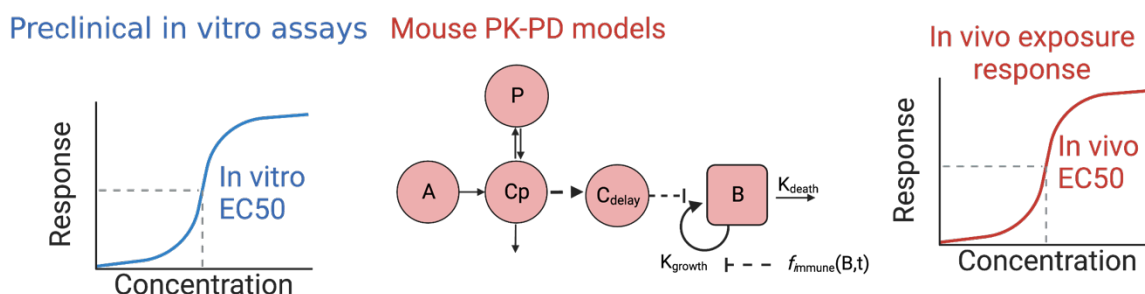 Preclinical in vitro assays
Response
In vitro
EC50
Concentration
Mouse PK-PD models
P
A
Cp
Cdelay
B
Kdeath
Kgrowth
fimmune(B,t)
In vivo exposure
response
Response
In vivo
EC50
Concentration